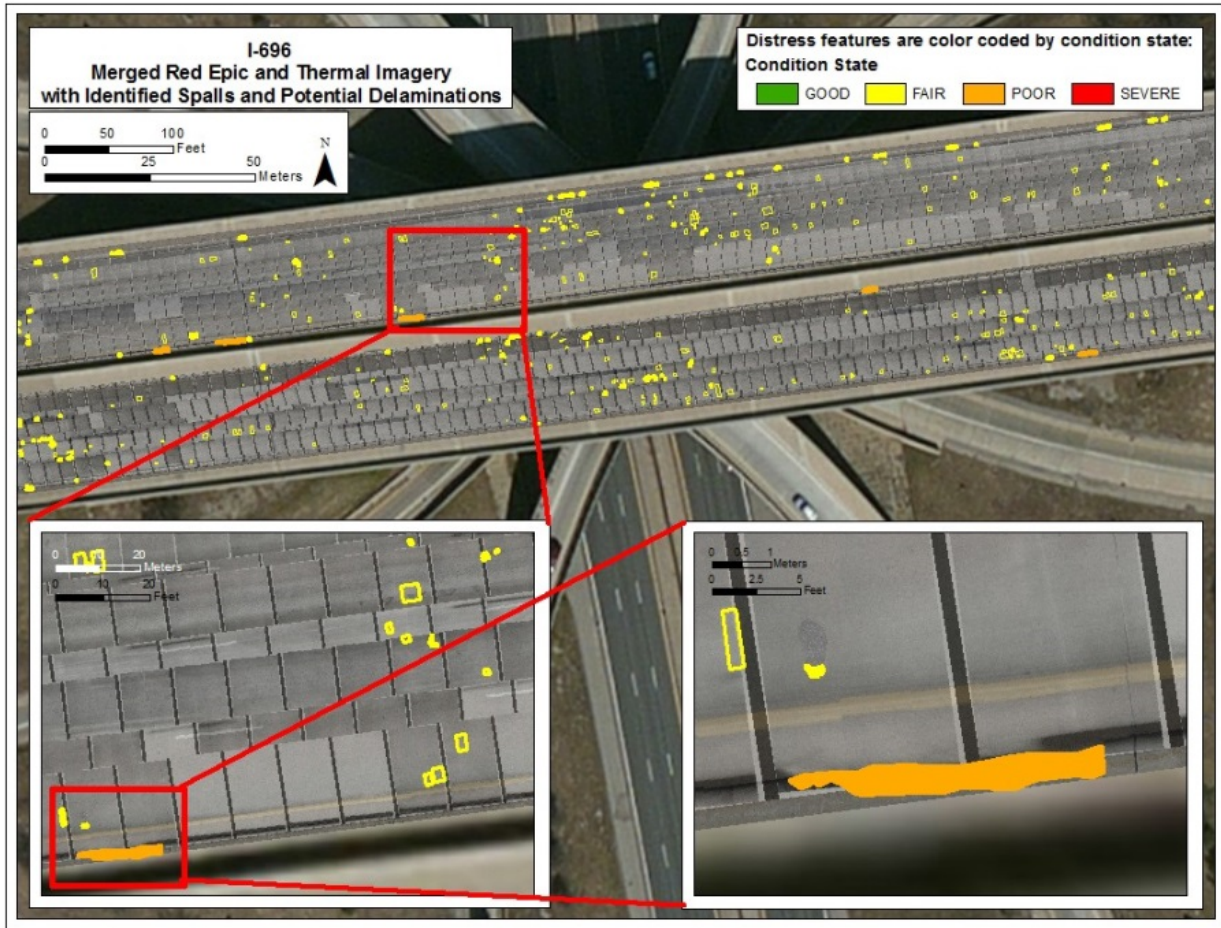 I-696
Merged Red Epic and Thermal Imagery
with Identified Spalls and Potential Delaminations
Distress features are color coded by condition state:
Condition State
GOOD FAIR POOR SEVERE
0 50 100
Feet
0 25 50
Meters
N
0 20
Meters
0 10 20
Feet
0 0.5 1
Meters
0 2.5 5
Feet